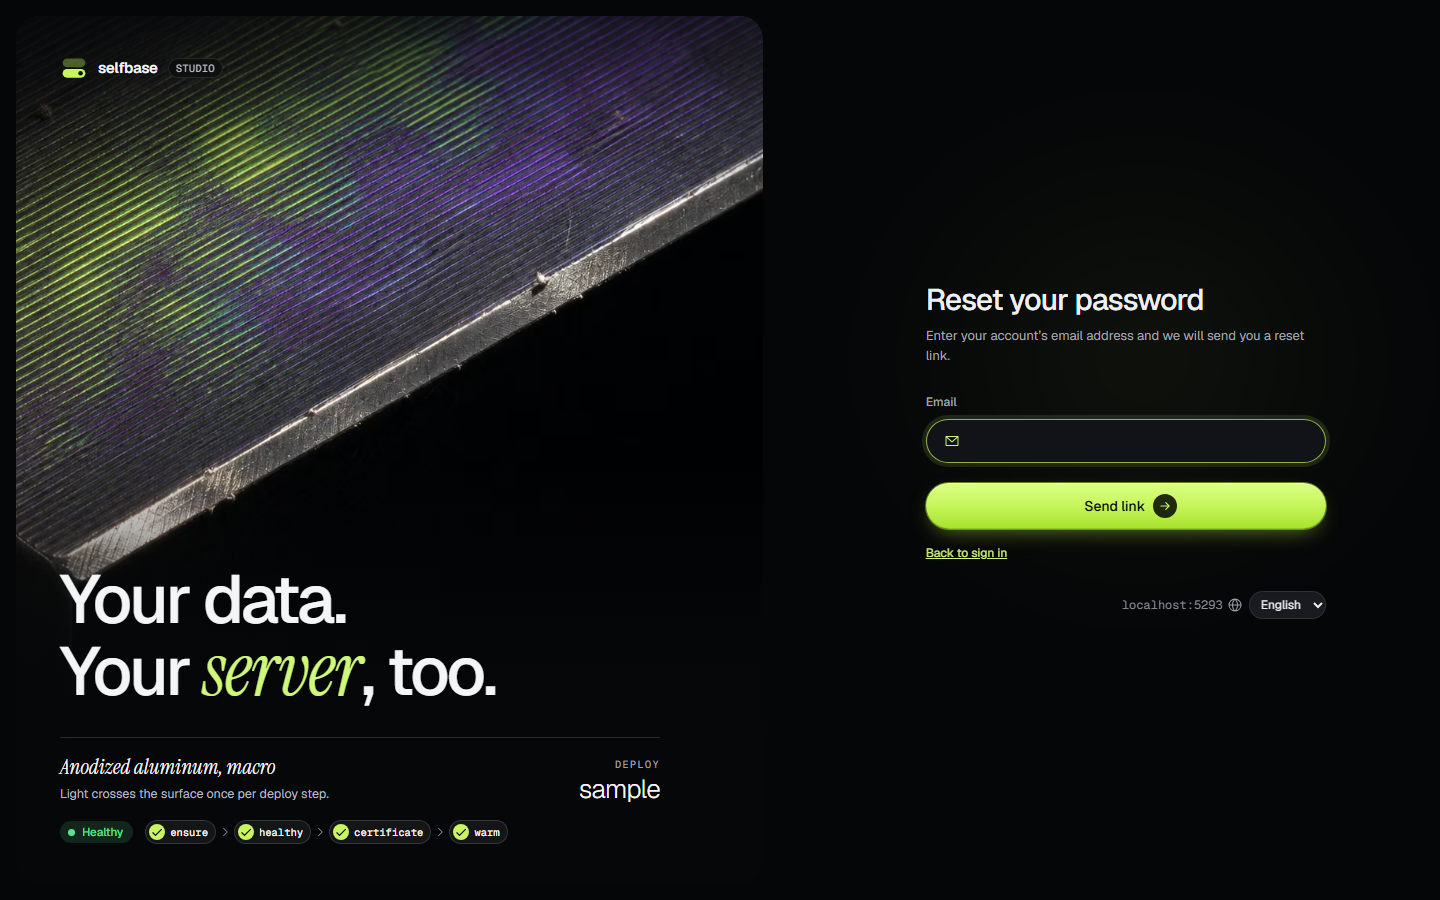 selfbase STUDIO
Your data.
Your server, too.
Anodized aluminum, macro
Light crosses the surface once per deploy step.
DEPLOY
sample
Healthy ensure healthy certificate warm
Reset your password
Enter your account's email address and we will send you a reset
link.
Email
Send link
Back to sign in
localhost:5293 English